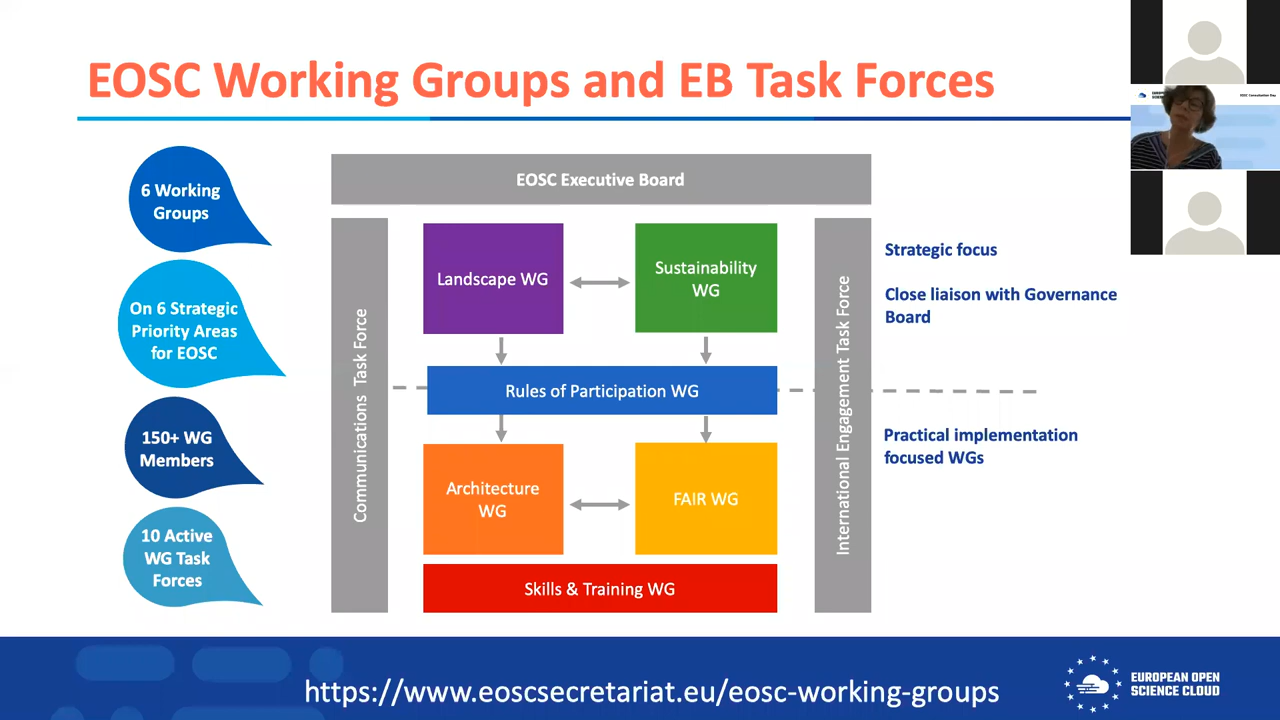 EOSC Working Groups and EB Task Forces
6 Working
Groups
On 6 Strategic
Priority Areas
for EOSC
150+ WG
Members
10 Active
WG Task
Forces
EOSC Executive Board
Communications Task Force
Landscape WG
Sustainability
WG
Rules of Participation WG
Architecture
WG
FAIR WG
Skills & Training WG
International Engagement Task Force
Strategic focus
Close liaison with Governance
Board
Practical implementation
focused WGs
EOSC Consultation Day
https://www.eoscsecretariat.eu/eosc-working-groups
EUROPEAN OPEN
SCIENCE CLOUD